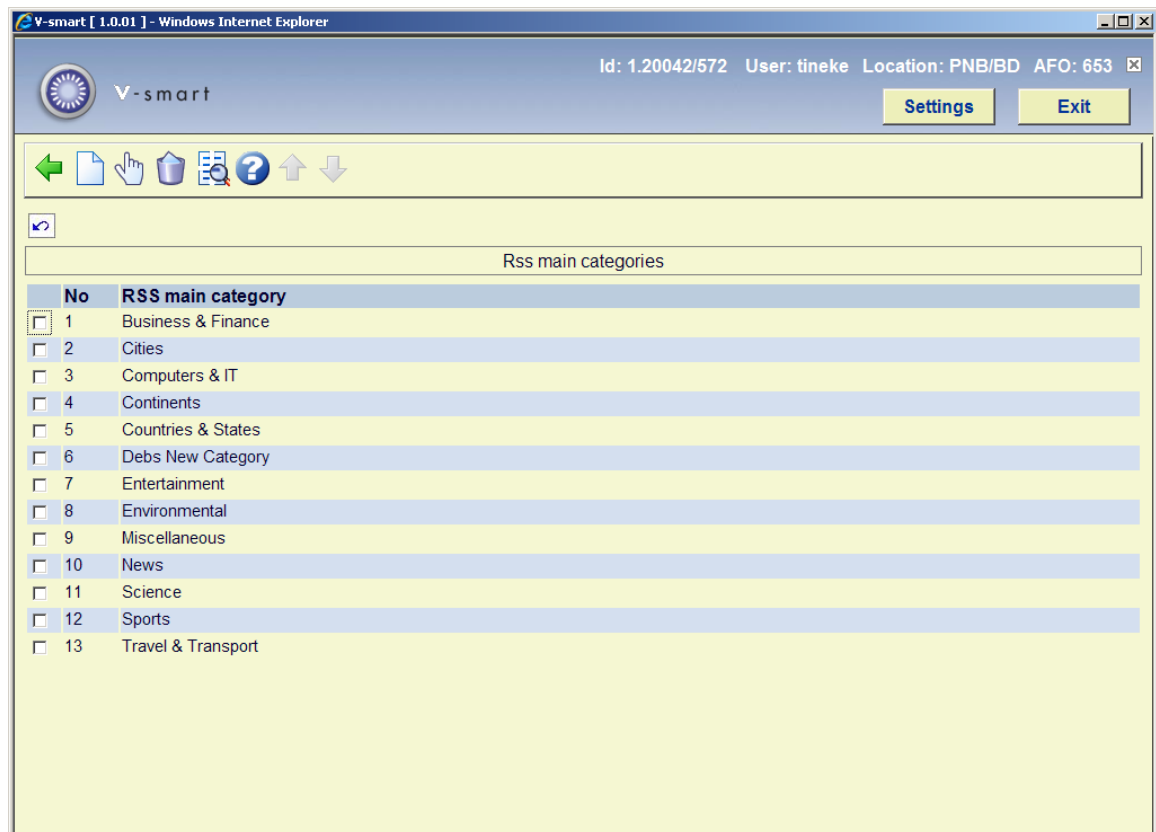 V-smart [ 1.0.01 ] - Windows Internet Explorer
Id: 1.20042/572 User: tineke Location: PNB/BD AFO: 653
V-smart
Settings Exit
Rss main categories
No RSS main category
1 Business & Finance
2 Cities
3 Computers & IT
4 Continents
5 Countries & States
6 Debs New Category
7 Entertainment
8 Environmental
9 Miscellaneous
10 News
11 Science
12 Sports
13 Travel & Transport